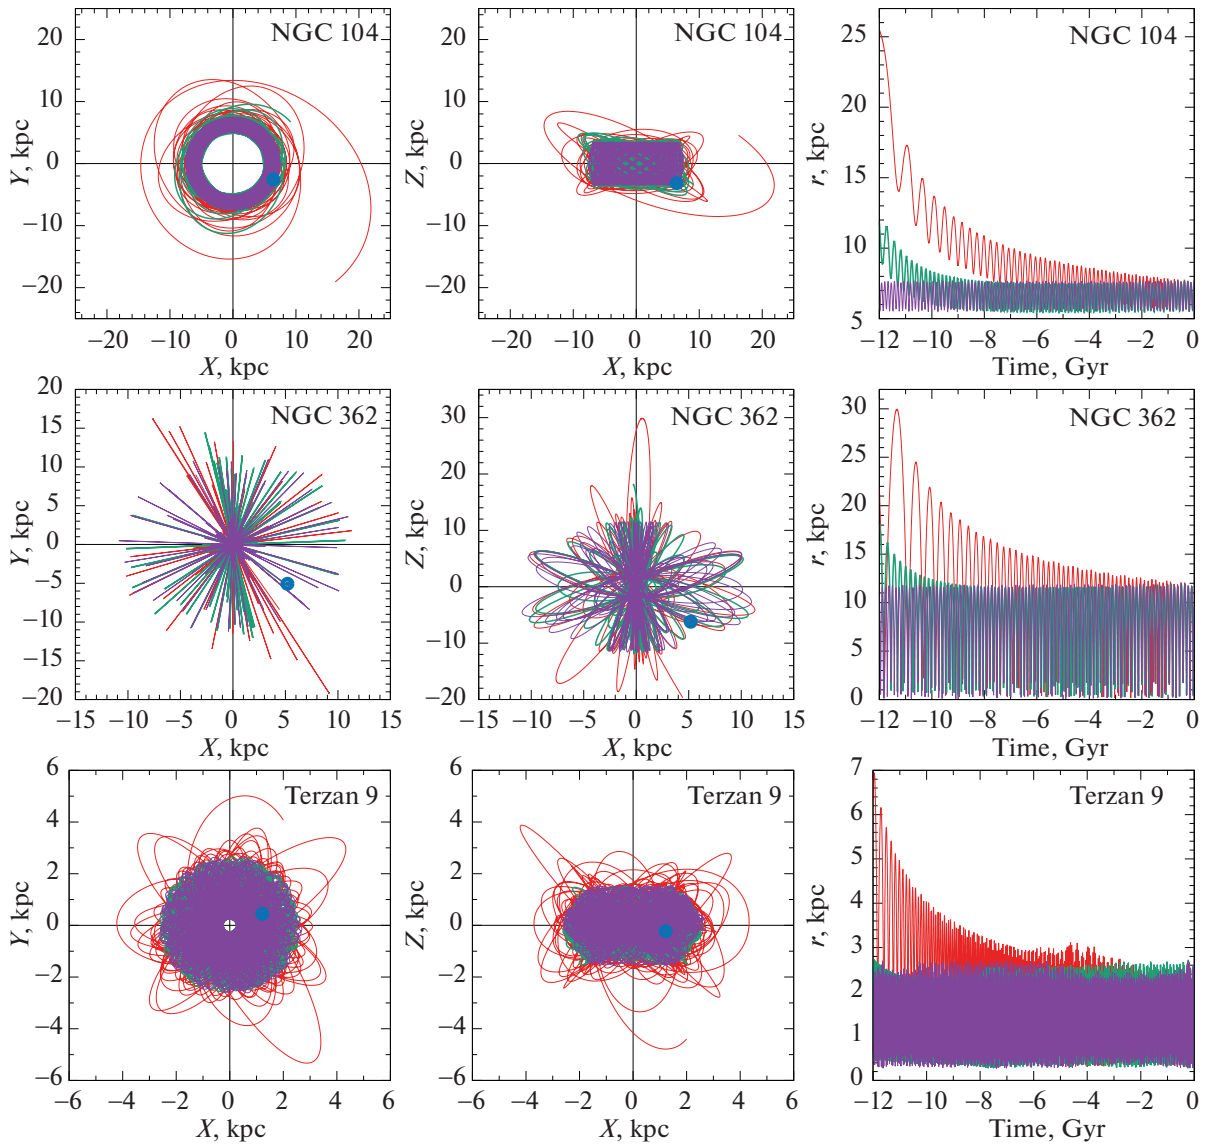 NGC 104
20
10
0
−10
−20
Y, kpc
−20 −10 0 10 20
X, kpc
NGC 104
20
10
0
−10
−20
Z, kpc
−20 −10 0 10 20
X, kpc
NGC 104
25
20
15
10
5
r, kpc
−12 −10 −8 −6 −4 −2 0
Time, Gyr
NGC 362
20
15
10
5
0
−5
−10
−15
−20
Y, kpc
−15 −10 −5 0 5 10 15
X, kpc
NGC 362
30
20
10
0
−10
−20
Z, kpc
−15 −10 −5 0 5 10 15
X, kpc
NGC 362
30
25
20
15
10
5
0
r, kpc
−12 −10 −8 −6 −4 −2 0
Time, Gyr
Terzan 9
6
4
2
0
−2
−4
−6
Y, kpc
−6 −4 −2 0 2 4 6
X, kpc
Terzan 9
6
4
2
0
−2
−4
−6
Z, kpc
−6 −4 −2 0 2 4 6
X, kpc
Terzan 9
7
6
5
4
3
2
1
0
r, kpc
−12 −10 −8 −6 −4 −2 0
Time, Gyr